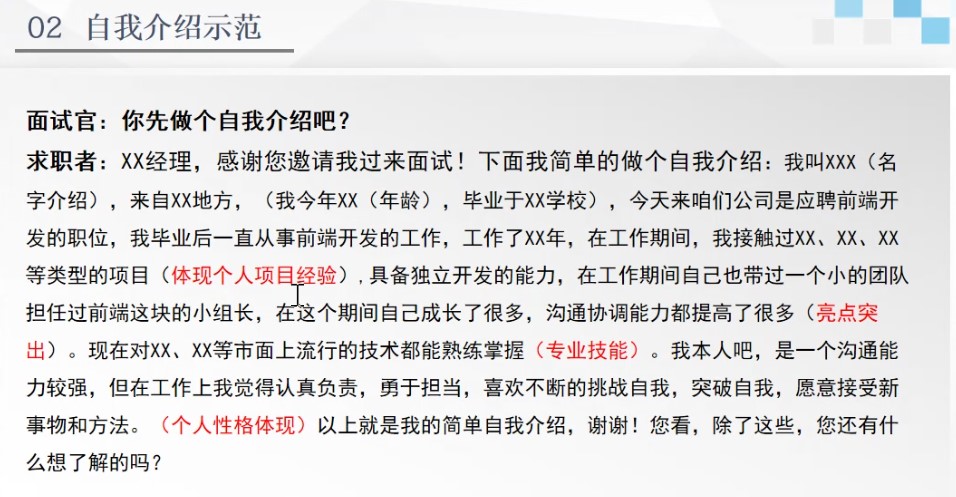 02 自我介绍示范
面试官：你先做个自我介绍吧？
求职者：XX经理，感谢您邀请我过来面试！下面我简单的做个自我介绍：我叫XXX（名
字介绍），来自XX地方，（我今年XX（年龄），毕业于XX学校），今天来咱们公司是应聘前端开
发的职位，我毕业后一直从事前端开发的工作，工作了XX年，在工作期间，我接触过XX、XX、XX
等类型的项目（体现个人项目经验）,具备独立开发的能力，在工作期间自己也带过一个小的团队
担任过前端这块的小组长，在这个期间自己成长了很多，沟通协调能力都提高了很多（亮点突
出）。现在对XX、XX等市面上流行的技术都能熟练掌握（专业技能）。我本人吧，是一个沟通能
力较强，但在工作上我觉得认真负责，勇于担当，喜欢不断的挑战自我，突破自我，愿意接受新
事物和方法。（个人性格体现）以上就是我的简单自我介绍，谢谢！您看，除了这些，您还有什
么想了解的吗？